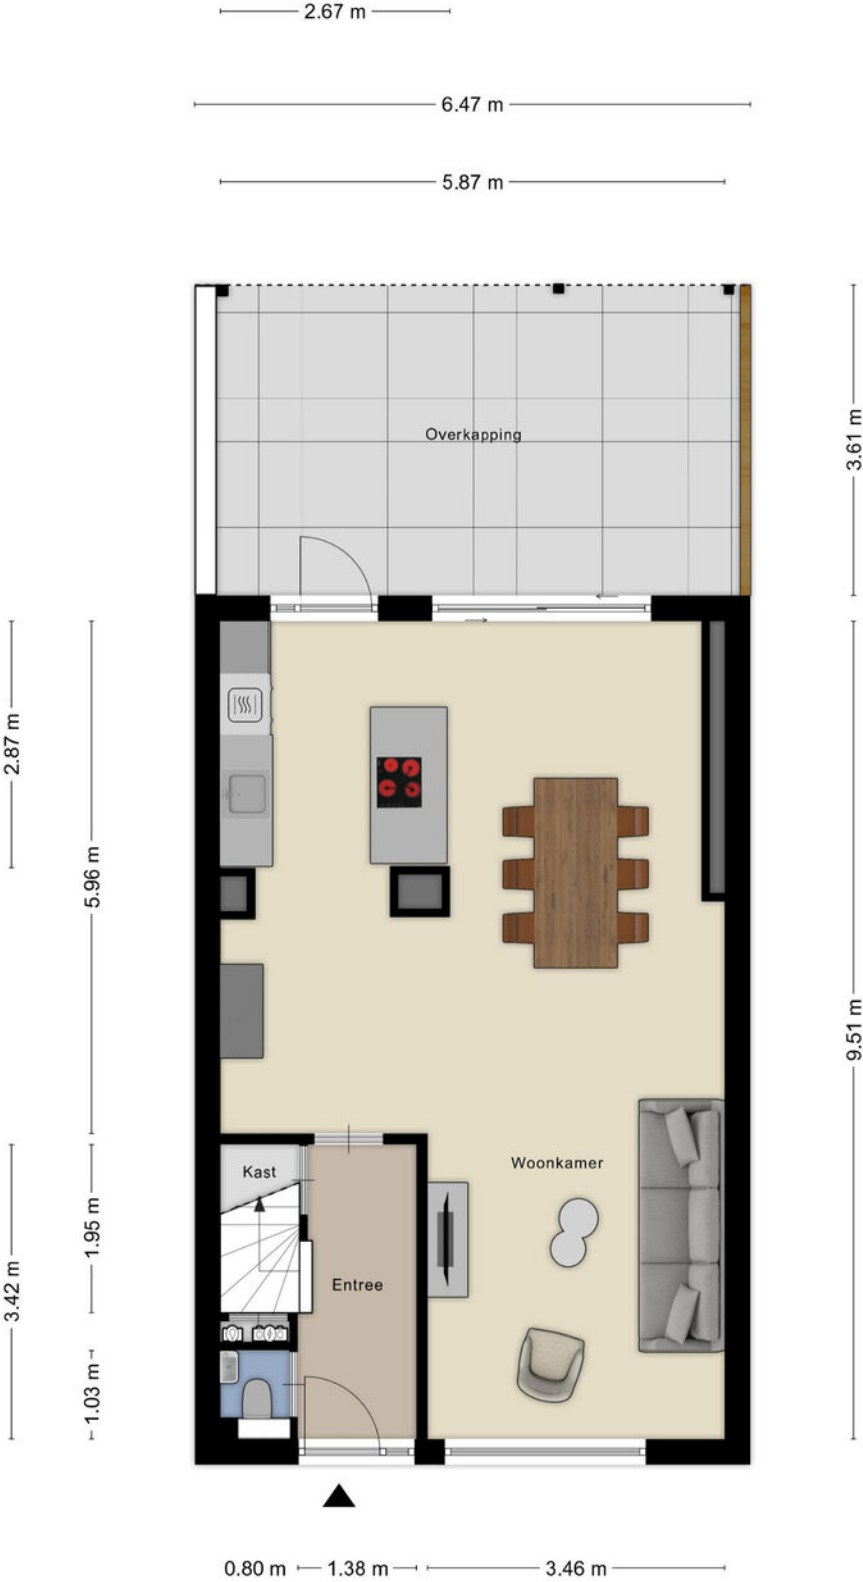 2.67 m
6.47 m
5.87 m
Overkapping
3.61 m
2.87 m
5.96 m
9.51 m
Woonkamer
Kast
1.95 m
3.42 m
Entree
1.03 m
0.80 m
1.38 m
3.46 m